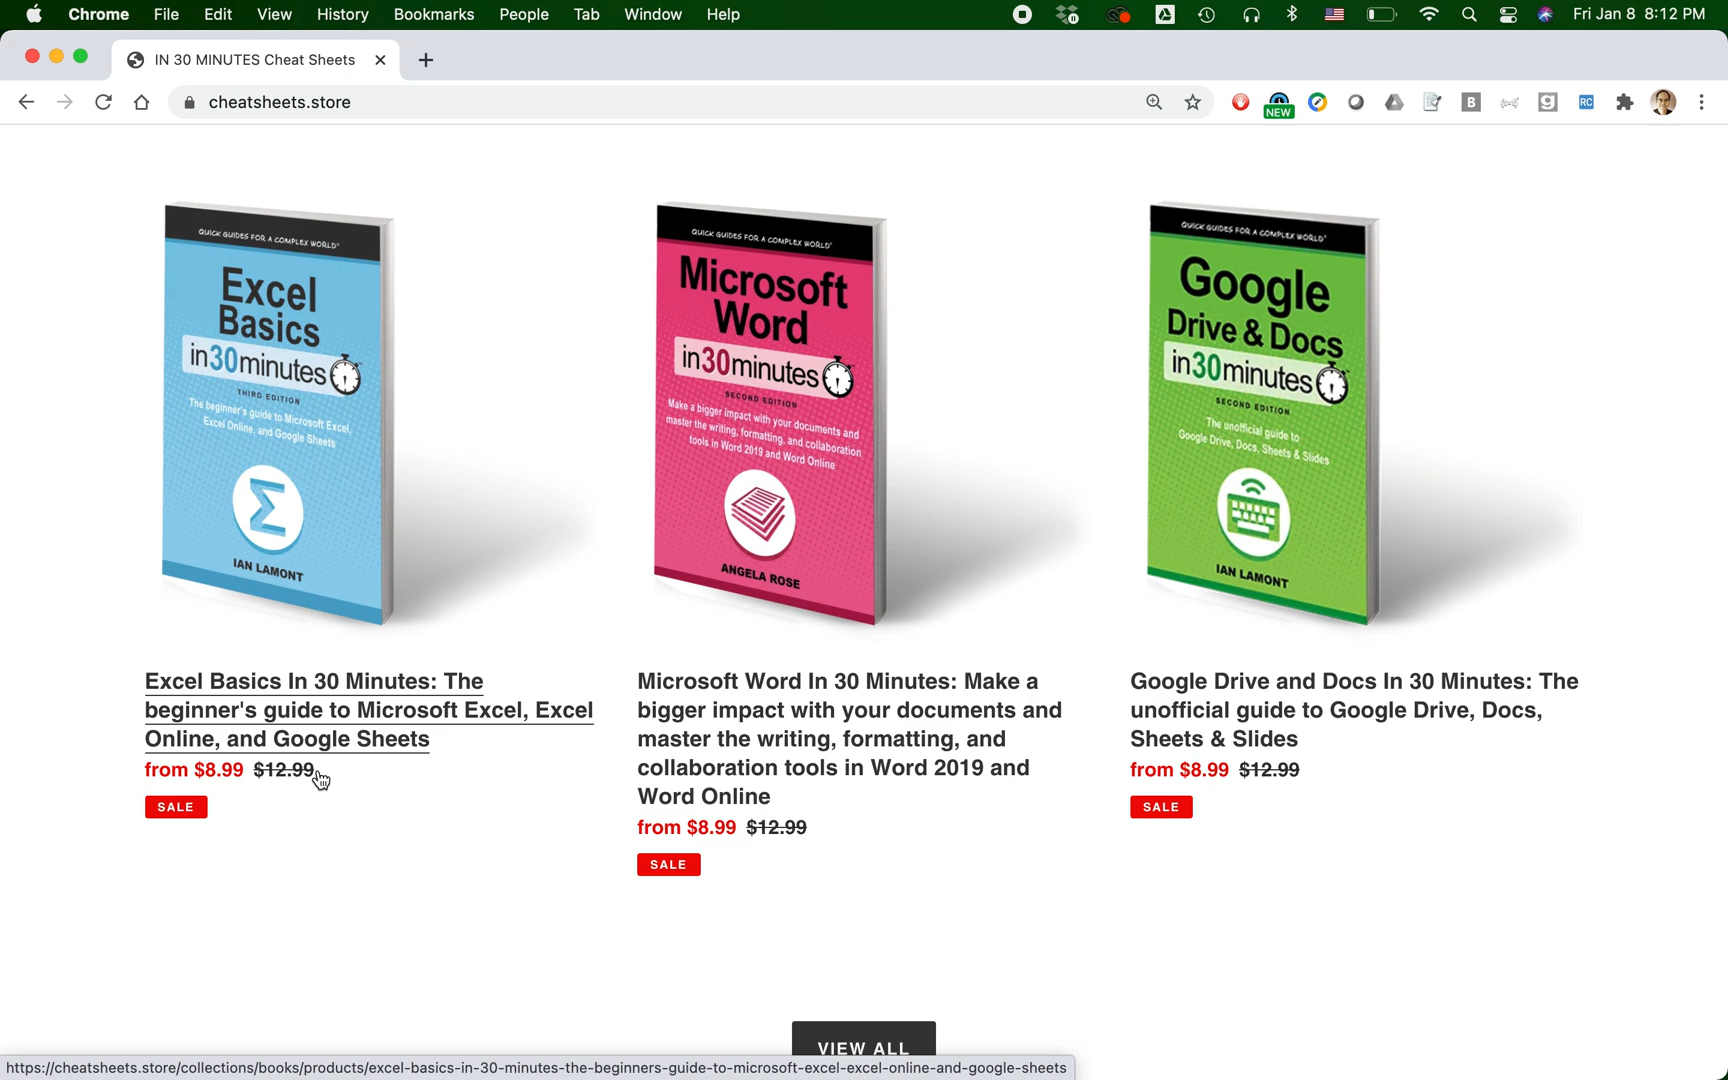 Chrome File Edit View History Bookmarks People Tab Window Help Fri Jan 8 8:12 PM
IN 30 MINUTES Cheat Sheets
cheatsheets.store
NEW
B
g
RC
QUICK GUIDES FOR A COMPLEX WORLD®
Excel
Basics
in30minutes
THIRD EDITION
The beginner's guide to Microsoft Excel,
Excel Online, and Google Sheets
IAN LAMONT
QUICK GUIDES FOR A COMPLEX WORLD®
Microsoft
Word
in30minutes
SECOND EDITION
Make a bigger impact with your documents and
master the writing, formatting, and collaboration
tools in Word 2019 and Word Online
ANGELA ROSE
QUICK GUIDES FOR A COMPLEX WORLD®
Google
Drive & Docs
in30minutes
SECOND EDITION
The unofficial guide to
Google Drive, Docs, Sheets & Slides
IAN LAMONT
Excel Basics In 30 Minutes: The
beginner's guide to Microsoft Excel, Excel
Online, and Google Sheets
from $8.99 $12.99
SALE
Microsoft Word In 30 Minutes: Make a
bigger impact with your documents and
master the writing, formatting, and
collaboration tools in Word 2019 and
Word Online
from $8.99 $12.99
SALE
Google Drive and Docs In 30 Minutes: The
unofficial guide to Google Drive, Docs,
Sheets & Slides
from $8.99 $12.99
SALE
VIEW ALL
https://cheatsheets.store/collections/books/products/excel-basics-in-30-minutes-the-beginners-guide-to-microsoft-excel-excel-online-and-google-sheets